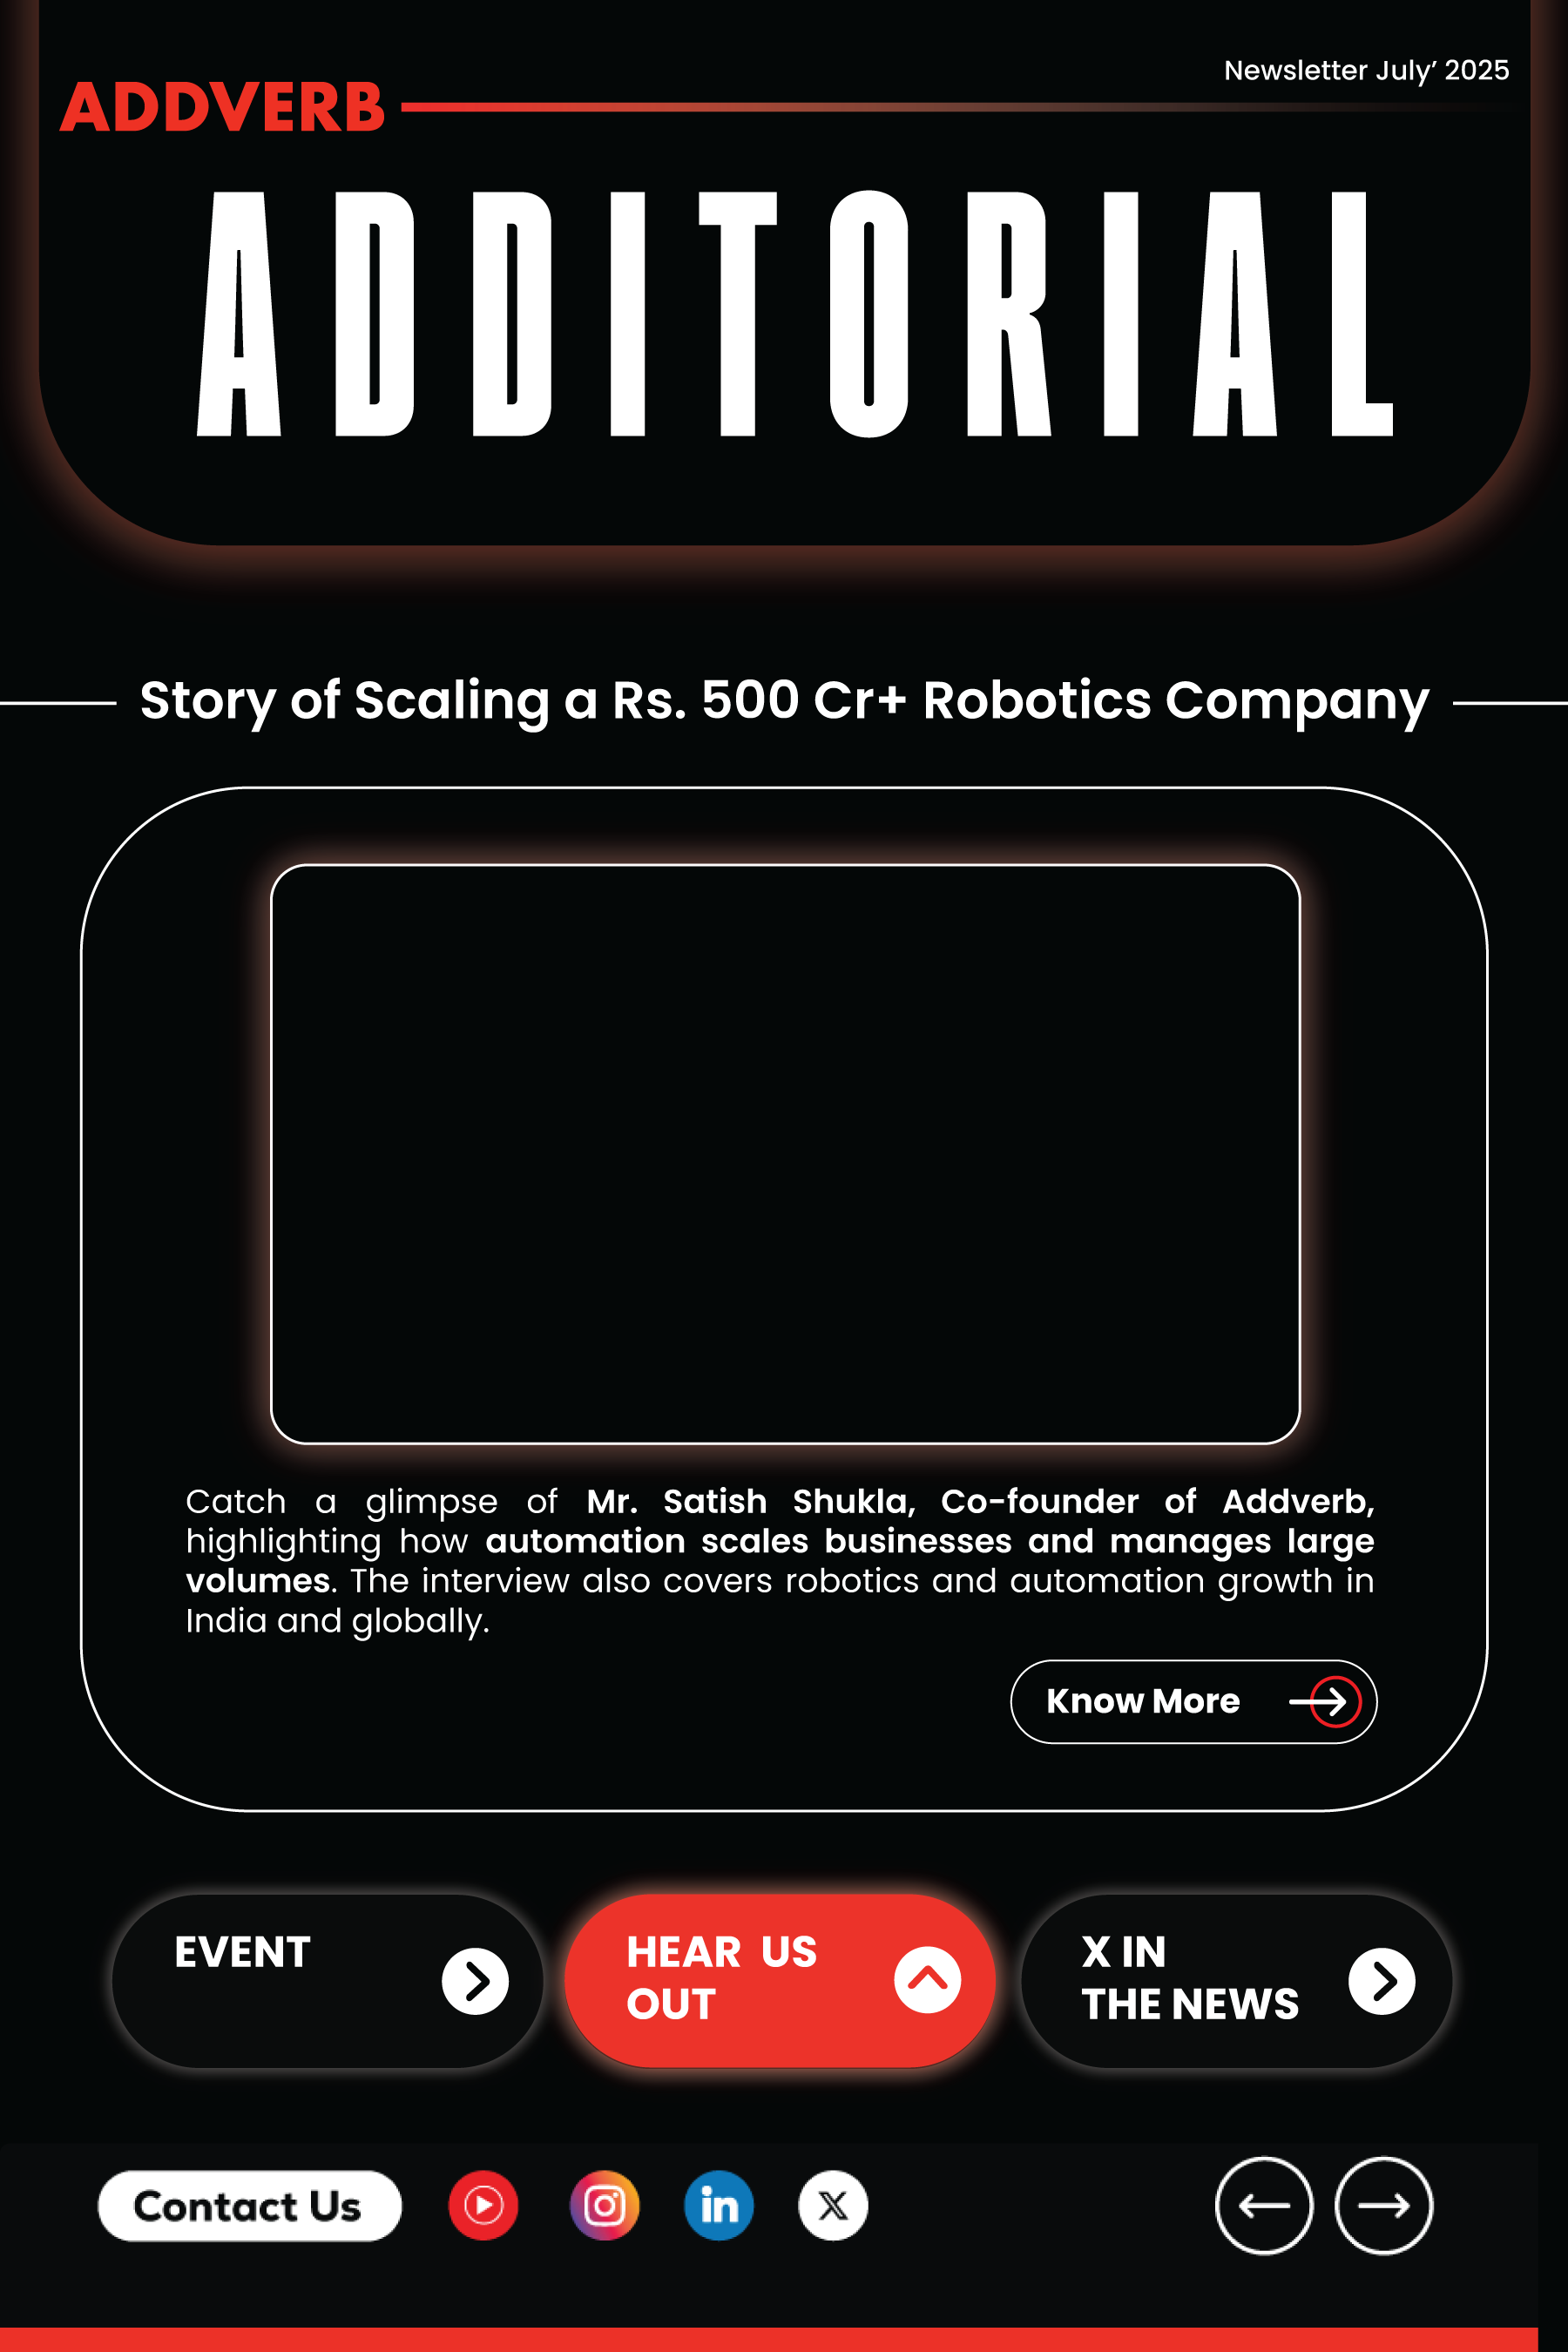 Newsletter July’ 2025
ADDVERB
ADDITORIAL
Story of Scaling a Rs. 500 Cr+ Robotics Company
Catch a glimpse of Mr. Satish Shukla, Co-founder of Addverb,
highlighting how automation scales businesses and manages large
volumes. The interview also covers robotics and automation growth in
India and globally.
Know More
EVENT
HEAR US
OUT
X IN
THE NEWS
Contact Us
in
X